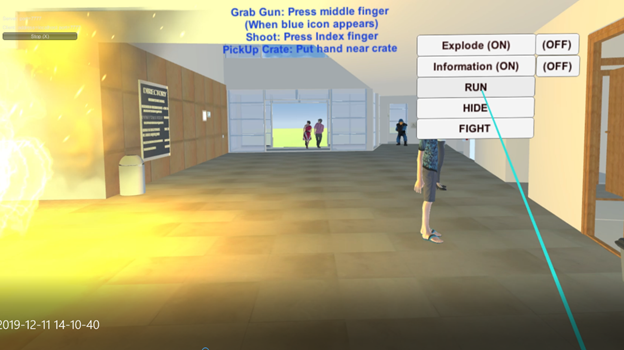 Grab Gun: Press middle finger
(When blue icon appears)
Shoot: Press Index finger
PickUp Crate: Put hand near crate
Explode (ON) (OFF)
Information (ON) (OFF)
RUN
HIDE
FIGHT
DIRECTORY
2019-12-11 14-10-40